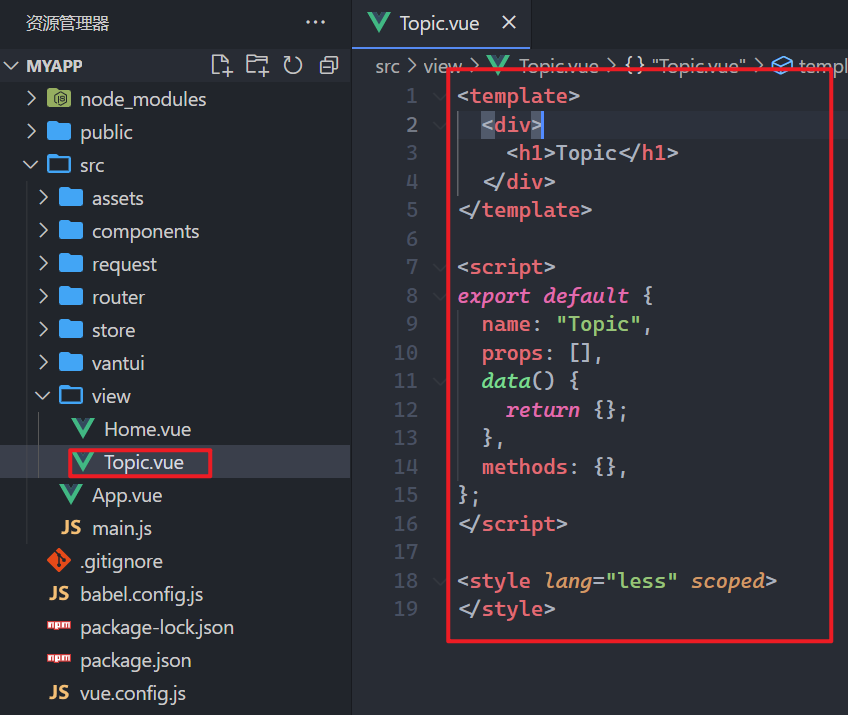 资源管理器
MYAPP
node_modules
public
src
assets
components
request
router
store
vantui
view
Home.vue
Topic.vue
App.vue
JS main.js
.gitignore
JS babel.config.js
npm package-lock.json
npm package.json
JS vue.config.js
Topic.vue
src > view > Topic.vue > {} "Topic.vue" > templ
1 <template>
2   <div>
3     <h1>Topic</h1>
4   </div>
5 </template>
6
7 <script>
8 export default {
9   name: "Topic",
10   props: [],
11   data() {
12     return {};
13   },
14   methods: {},
15 };
16 </script>
17
18 <style lang="less" scoped>
19 </style>